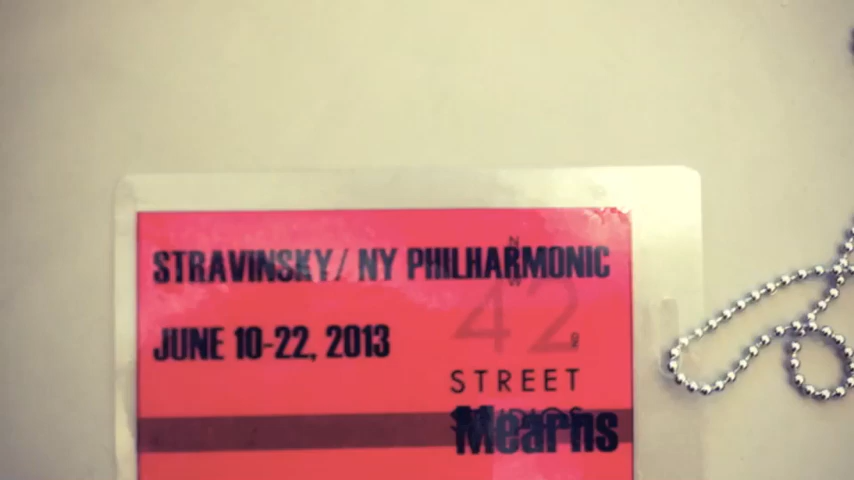 STRAVINSKY/ NY PHILHARMONIC
42
JUNE 10-22, 2013
STREET
Mearns